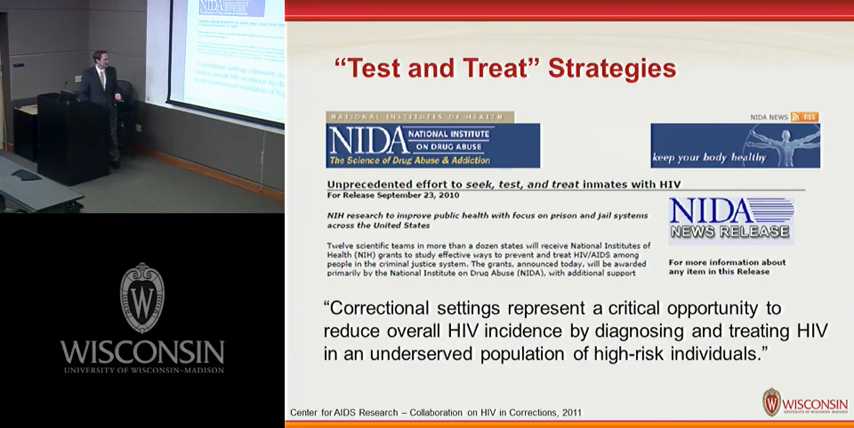 “Test and Treat” Strategies
NATIONAL INSTITUTES OF HEALTH
NIDA NATIONAL INSTITUTE
ON DRUG ABUSE
The Science of Drug Abuse & Addiction
NIDA NEWS RSS
keep your body healthy
Unprecedented effort to seek, test, and treat inmates with HIV
For Release September 23, 2010
NIH research to improve public health with focus on prison and jail systems
across the United States
Twelve scientific teams in more than a dozen states will receive National Institutes of
Health (NIH) grants to study effective ways to prevent and treat HIV/AIDS among
people in the criminal justice system. The grants, announced today, will be awarded
primarily by the National Institute on Drug Abuse (NIDA), with additional support
NIDA
NEWS RELEASE
For more information about
any item in this Release
“Correctional settings represent a critical opportunity to
reduce overall HIV incidence by diagnosing and treating HIV
in an underserved population of high-risk individuals.”
Center for AIDS Research – Collaboration on HIV in Corrections, 2011
W
WISCONSIN
UNIVERSITY OF WISCONSIN–MADISON
W
WISCONSIN
UNIVERSITY OF WISCONSIN–MADISON